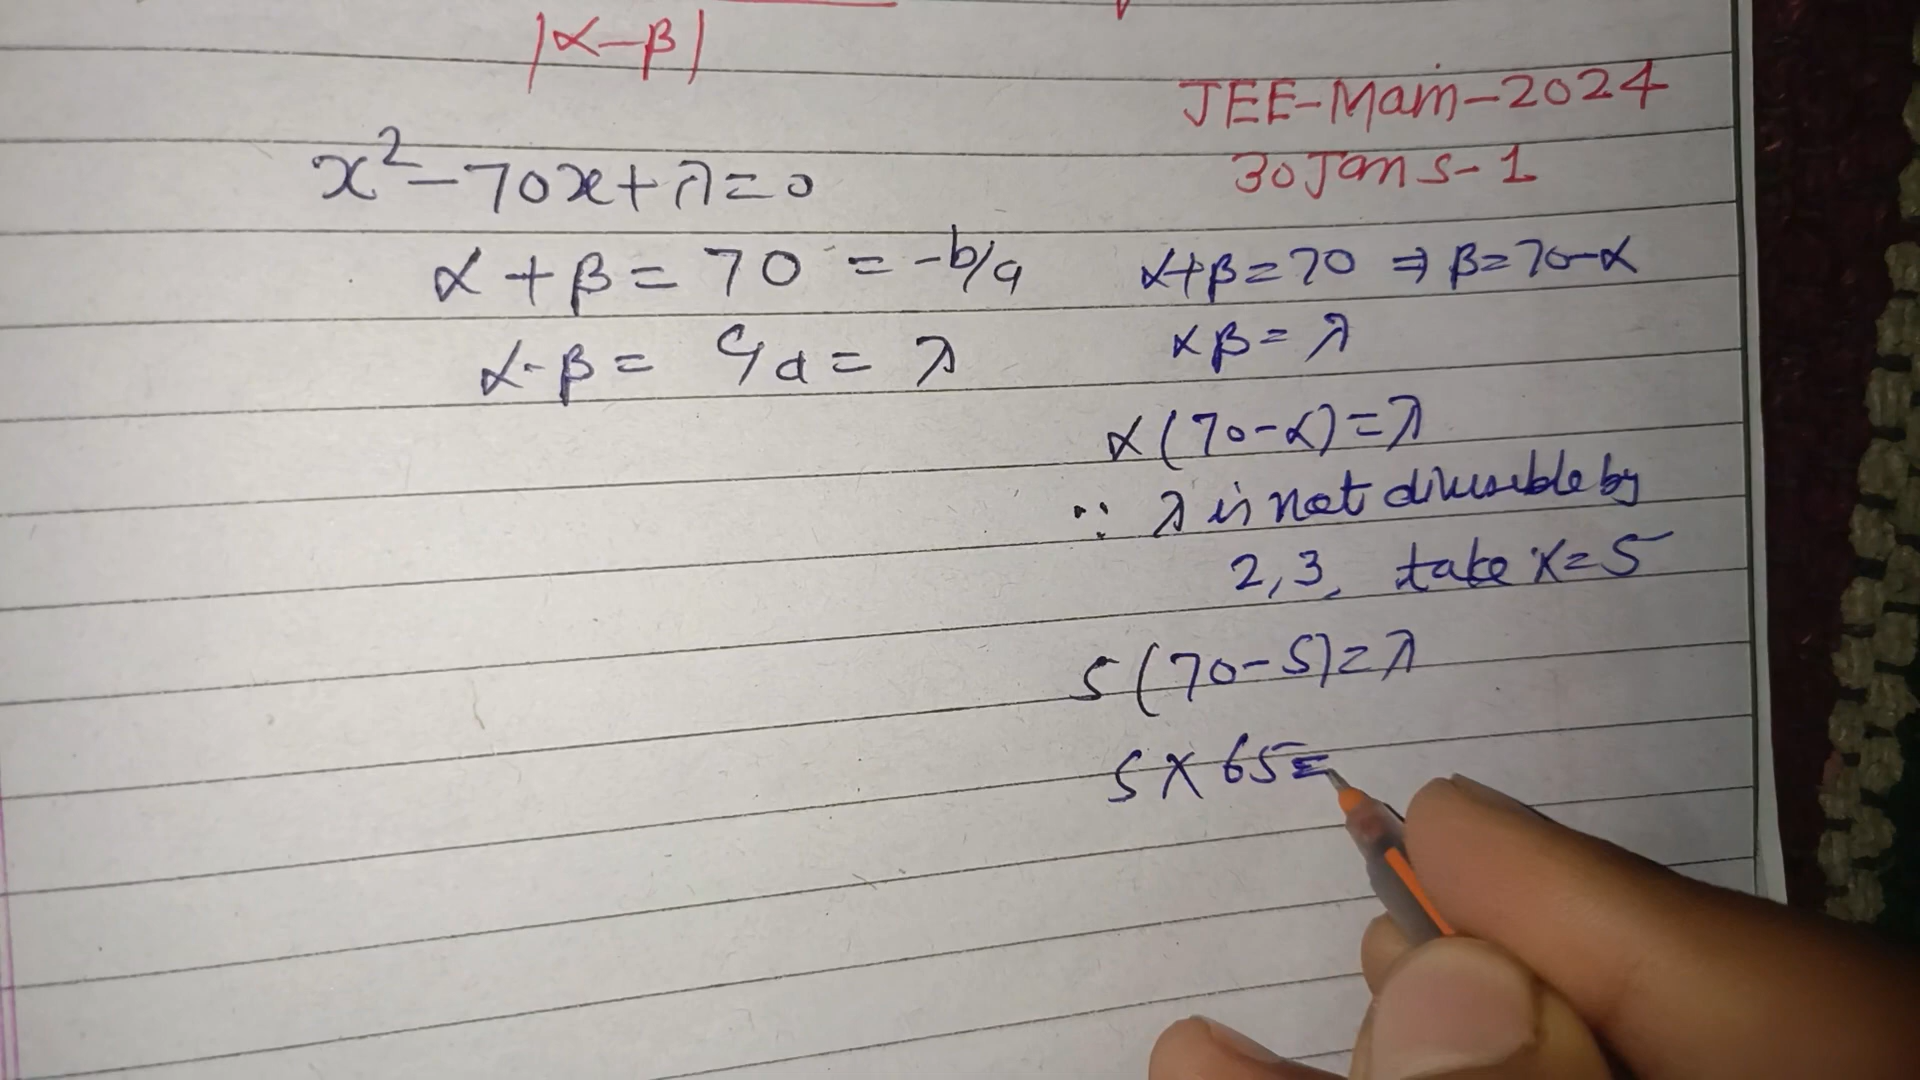 |α-β|
JEE-Main-2024
30 Jan S-1
x²-70x+λ=0
α+β=70=-b/a
α·β=c/a=λ
α+β=70 ⇒ β=70-α
αβ=λ
α(70-α)=λ
∵ λ is not divisible by
2,3, take α=5
5(70-5)=λ
5×65=